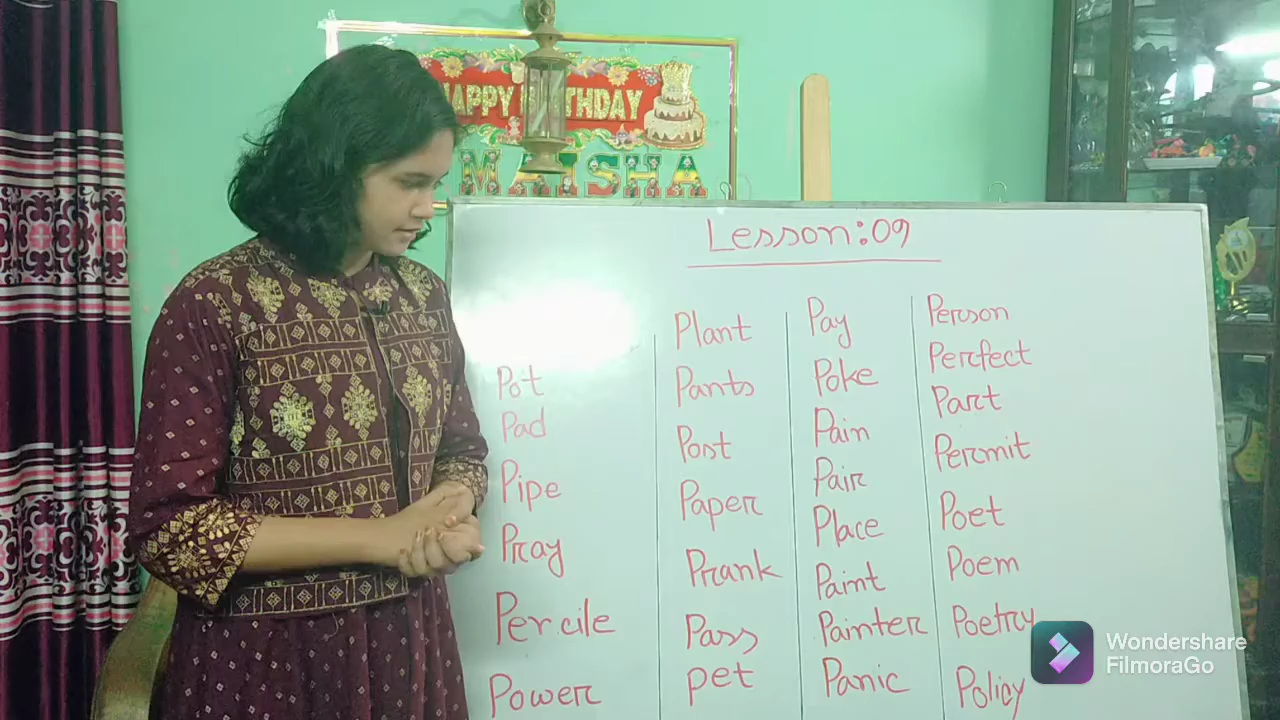 HAPPY BIRTHDAY
MAISHA
Lesson:09
Pot
Pad
Pipe
Pray
Percile
Power
Plant
Pants
Post
Paper
Prank
Pass
pet
Pay
Poke
Pain
Pair
Place
Paint
Painter
Panic
Person
Perfect
Part
Permit
Poet
Poem
Poetry
Policy
Wondershare
FilmoraGo